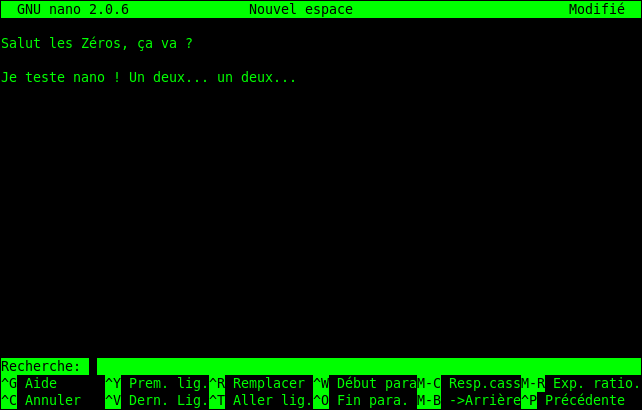 GNU nano 2.0.6 Nouvel espace Modifié
Salut les Zéros, ça va ?
Je teste nano ! Un deux... un deux...
Recherche:
^G Aide ^Y Prem. lig. ^R Remplacer ^W Début para M-C Resp.cass M-R Exp. ratio.
^C Annuler ^V Dern. Lig. ^T Aller lig. ^O Fin para. M-B ->Arrière ^P Précédente